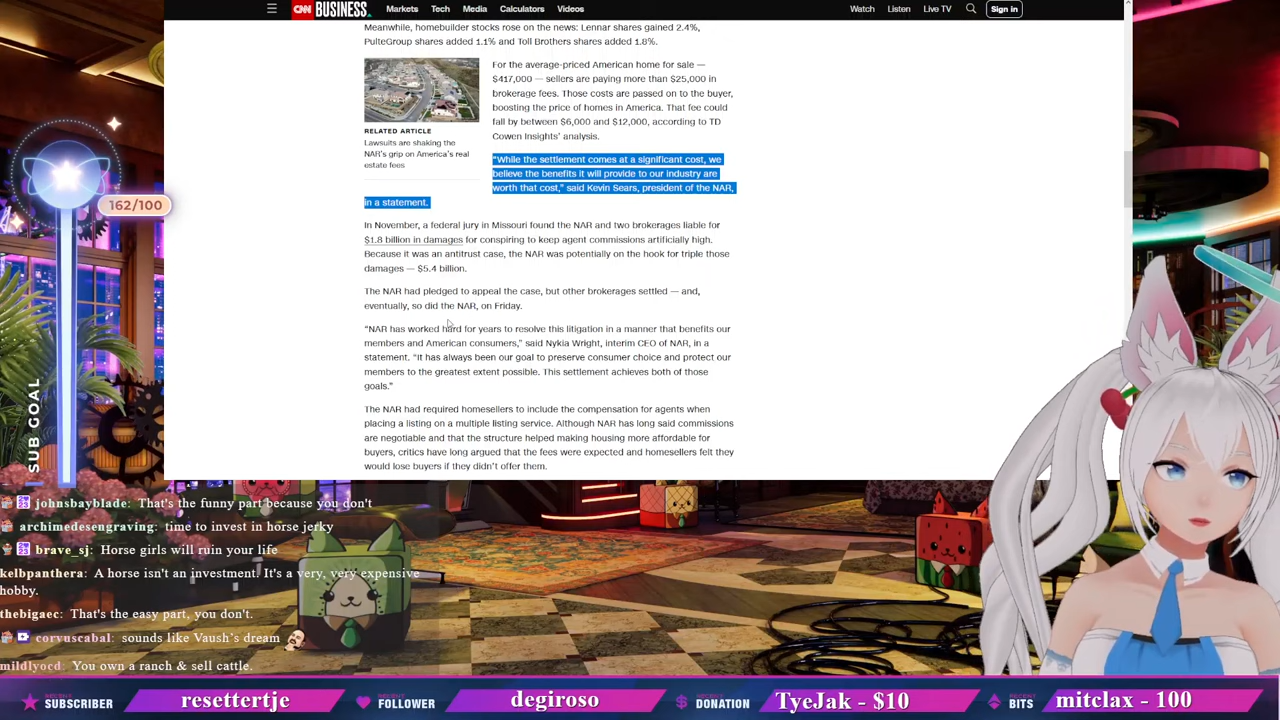 CNN BUSINESS
Markets Tech Media Calculators Videos
Watch Listen Live TV Sign in
Meanwhile, homebuilder stocks rose on the news: Lennar shares gained 2.4%,
PulteGroup shares added 1.1% and Toll Brothers shares added 1.8%.
For the average-priced American home for sale —
$417,000 — sellers are paying more than $25,000 in
brokerage fees. Those costs are passed on to the buyer,
boosting the price of homes in America. That fee could
fall by between $6,000 and $12,000, according to TD
Cowen Insights' analysis.
RELATED ARTICLE
Lawsuits are shaking the
NAR's grip on America's real
estate fees
“While the settlement comes at a significant cost, we
believe the benefits it will provide to our industry are
worth that cost,” said Kevin Sears, president of the NAR,
in a statement.
In November, a federal jury in Missouri found the NAR and two brokerages liable for
$1.8 billion in damages for conspiring to keep agent commissions artificially high.
Because it was an antitrust case, the NAR was potentially on the hook for triple those
damages — $5.4 billion.
The NAR had pledged to appeal the case, but other brokerages settled — and,
eventually, so did the NAR, on Friday.
“NAR has worked hard for years to resolve this litigation in a manner that benefits our
members and American consumers,” said Nykia Wright, interim CEO of NAR, in a
statement. “It has always been our goal to preserve consumer choice and protect our
members to the greatest extent possible. This settlement achieves both of those
goals.”
The NAR had required homesellers to include the compensation for agents when
placing a listing on a multiple listing service. Although NAR has long said commissions
are negotiable and that the structure helped making housing more affordable for
buyers, critics have long argued that the fees were expected and homesellers felt they
would lose buyers if they didn't offer them.
162/100
SUB GOAL
johnsbayblade: That's the funny part because you don't
archimedesengraving: time to invest in horse jerky
brave_sj: Horse girls will ruin your life
kelbpanthera: A horse isn't an investment. It's a very, very expensive
hobby.
thebigaec: That's the easy part, you don't.
corvuscabal: sounds like Vaush's dream
mildlyocd: You own a ranch & sell cattle.
RECENT SUBSCRIBER resettertje
RECENT FOLLOWER degiroso
RECENT DONATION TyeJak - $10
RECENT BITS mitclax - 100